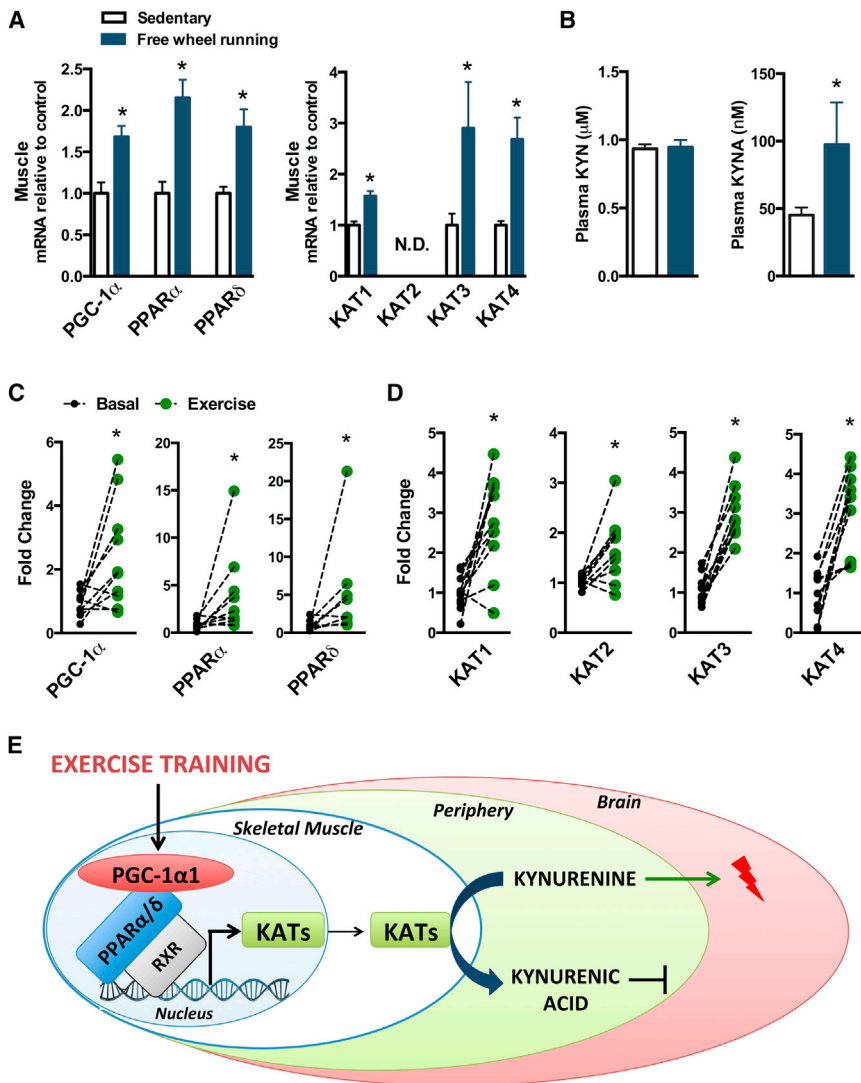 A
Sedentary
Free wheel running
Muscle
mRNA relative to control
2.5
2.0
1.5
1.0
0.5
0.0
*
*
*
PGC-1α
PPARα
PPARδ
Muscle
mRNA relative to control
4
3
2
1
0
*
N.D.
*
*
KAT1
KAT2
KAT3
KAT4
B
Plasma KYN (μM)
1.5
1.0
0.5
0.0
Plasma KYNA (nM)
150
100
50
0
*
C
Basal
Exercise
Fold Change
6
4
2
0
*
PGC-1α
20
15
10
5
0
*
PPARα
25
20
15
10
5
0
*
PPARδ
D
Fold Change
5
4
3
2
1
0
*
KAT1
4
3
2
1
0
*
KAT2
5
4
3
2
1
0
*
KAT3
5
4
3
2
1
0
*
KAT4
E
EXERCISE TRAINING
Skeletal Muscle
Periphery
Brain
PGC-1α1
PPARα/δ
RXR
KATs
KATs
KYNURENINE
KYNURENIC
ACID
Nucleus